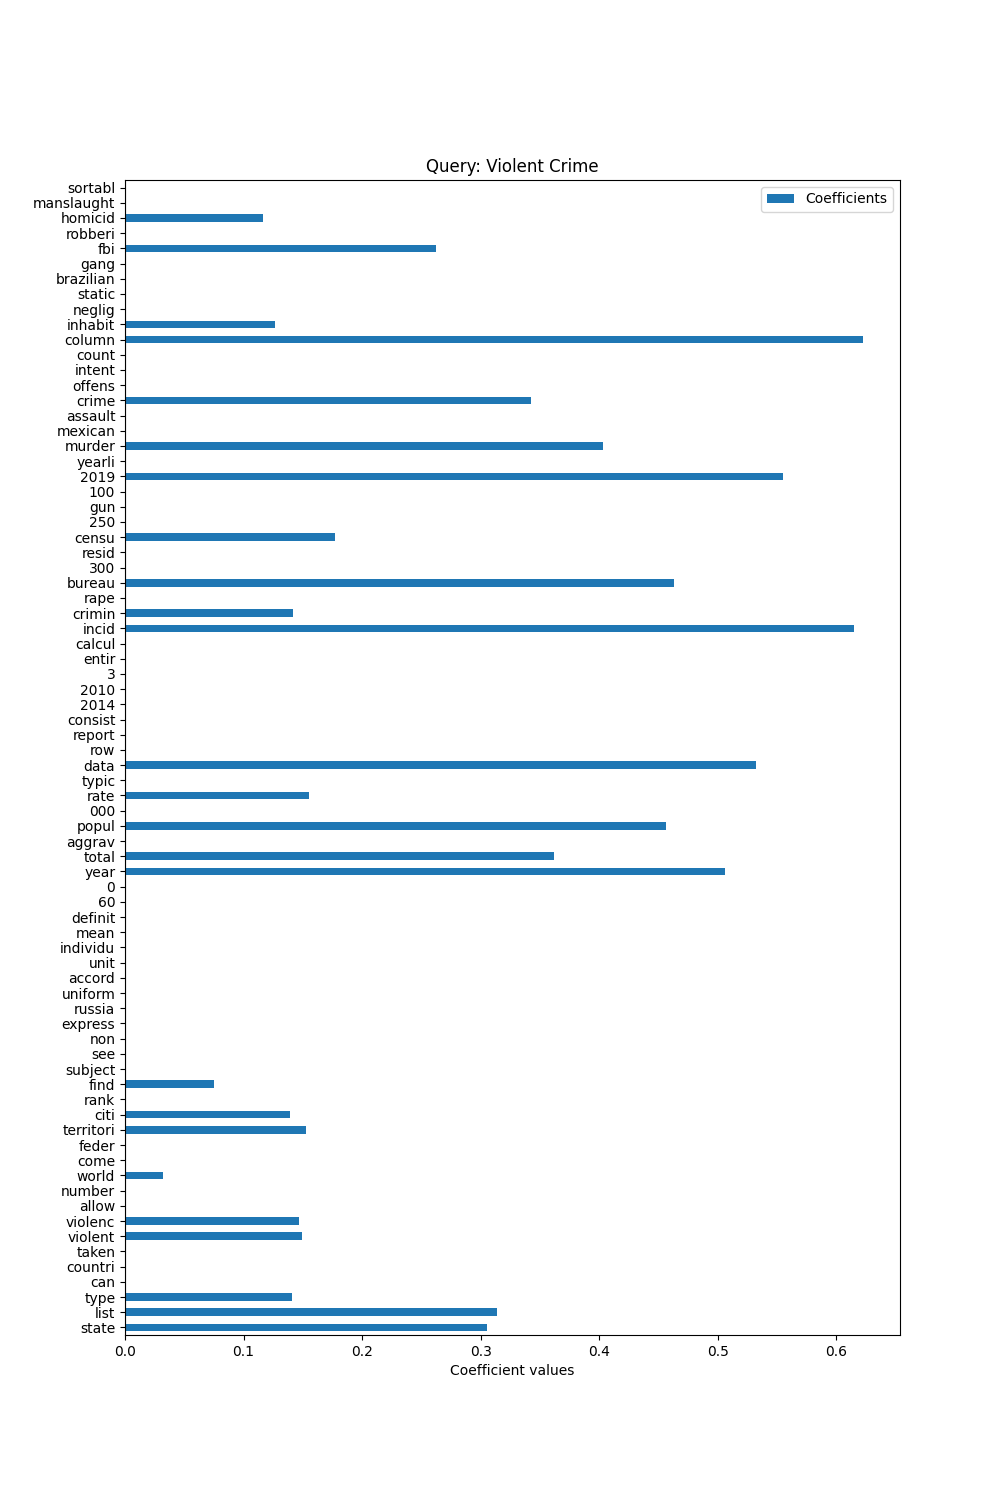 Query: Violent Crime
Coefficients
sortabl
manslaught
homicid
robberi
fbi
gang
brazilian
static
neglig
inhabit
column
count
intent
offens
crime
assault
mexican
murder
yearli
2019
100
gun
250
censu
resid
300
bureau
rape
crimin
incid
calcul
entir
3
2010
2014
consist
report
row
data
typic
rate
000
popul
aggrav
total
year
0
60
definit
mean
individu
unit
accord
uniform
russia
express
non
see
subject
find
rank
citi
territori
feder
come
world
number
allow
violenc
violent
taken
countri
can
type
list
state
0.0 0.1 0.2 0.3 0.4 0.5 0.6
Coefficient values